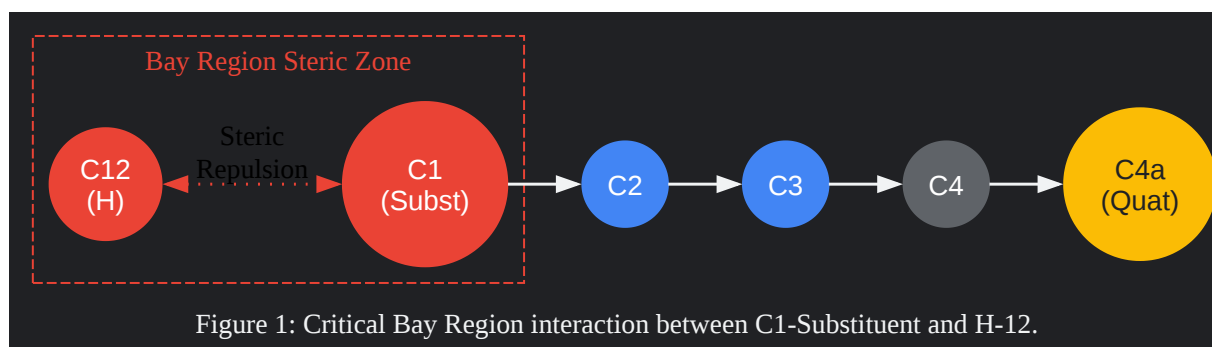 Bay Region Steric Zone
Steric
Repulsion
C12
(H)
C1
(Subst)
C2
C3
C4
C4a
(Quat)
Figure 1: Critical Bay Region interaction between C1-Substituent and H-12.